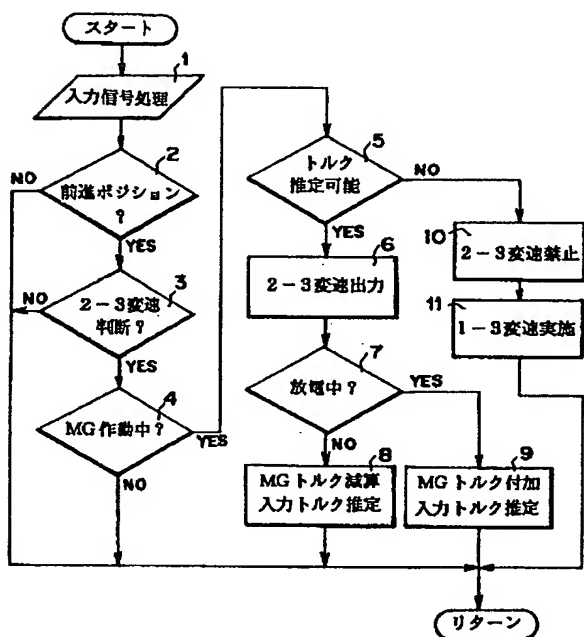 スタート
1
入力信号処理
2
NO
前進ポジション
?
YES
3
NO
2-3変速
判断?
YES
4
MG作動中?
YES
NO
5
トルク
推定可能
NO
YES
6
2-3変速出力
7
放電中?
YES
NO
8
MGトルク減算
入力トルク推定
9
MGトルク付加
入力トルク推定
10
2-3変速禁止
11
1-3変速実施
リターン